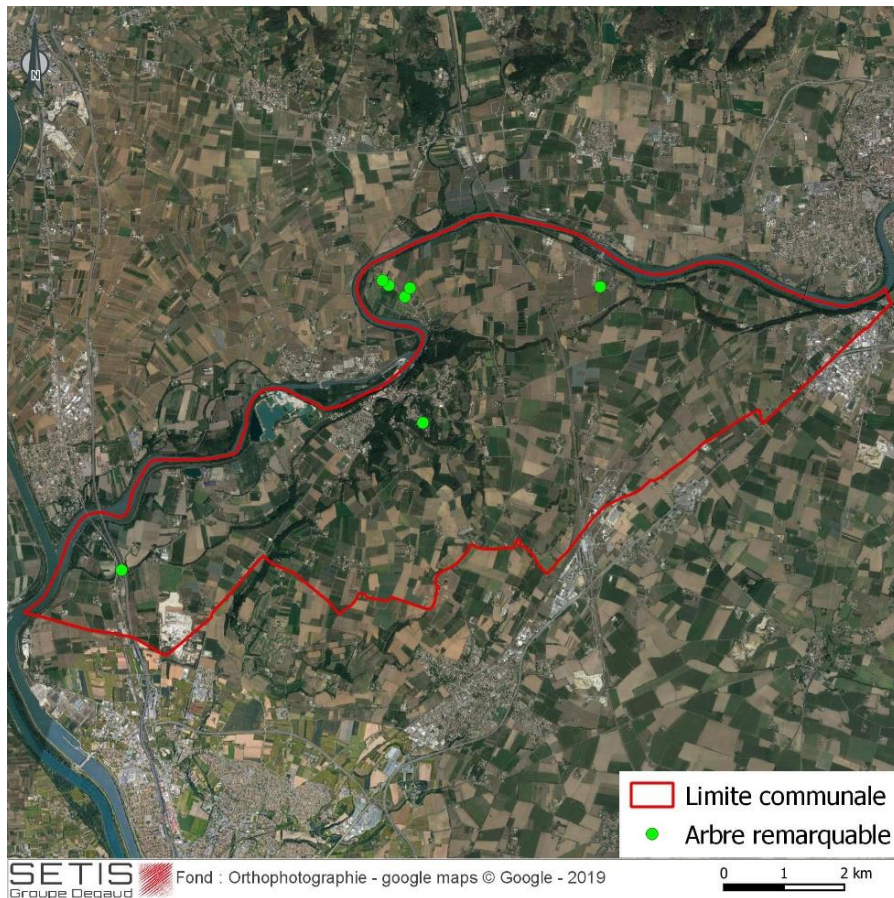 N
Limite communale
Arbre remarquable
SETIS
Groupe Degaud
Fond : Orthophotographie - google maps © Google - 2019
0 1 2 km